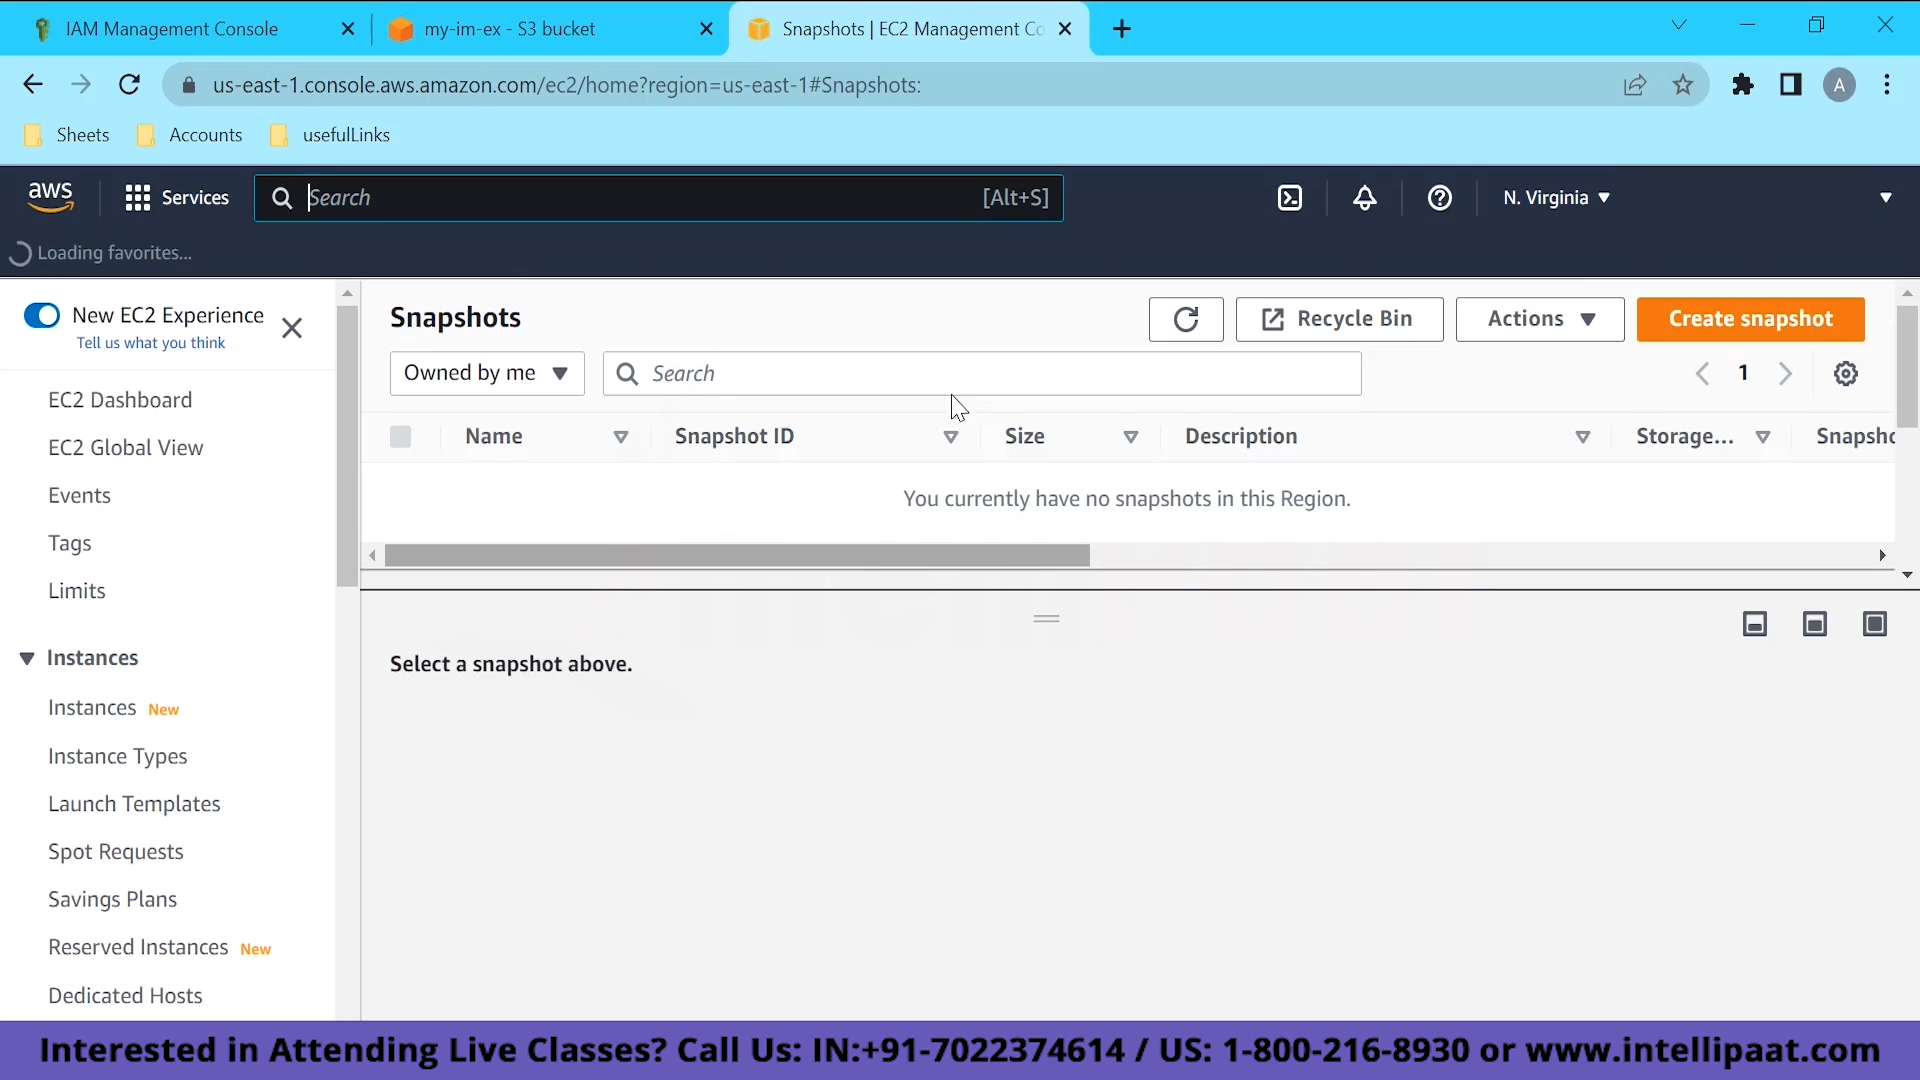 IAM Management Console
my-im-ex - S3 bucket
Snapshots | EC2 Management Co
us-east-1.console.aws.amazon.com/ec2/home?region=us-east-1#Snapshots:
A
Sheets
Accounts
usefulLinks
aws
Services
Search
[Alt+S]
N. Virginia
Loading favorites...
New EC2 Experience
Tell us what you think
EC2 Dashboard
EC2 Global View
Events
Tags
Limits
Instances
Instances New
Instance Types
Launch Templates
Spot Requests
Savings Plans
Reserved Instances New
Dedicated Hosts
Snapshots
Recycle Bin
Actions
Create snapshot
Owned by me
Search
1
Name
Snapshot ID
Size
Description
Storage...
Snapsho
You currently have no snapshots in this Region.
Select a snapshot above.
Interested in Attending Live Classes? Call Us: IN:+91-7022374614 / US: 1-800-216-8930 or www.intellipaat.com